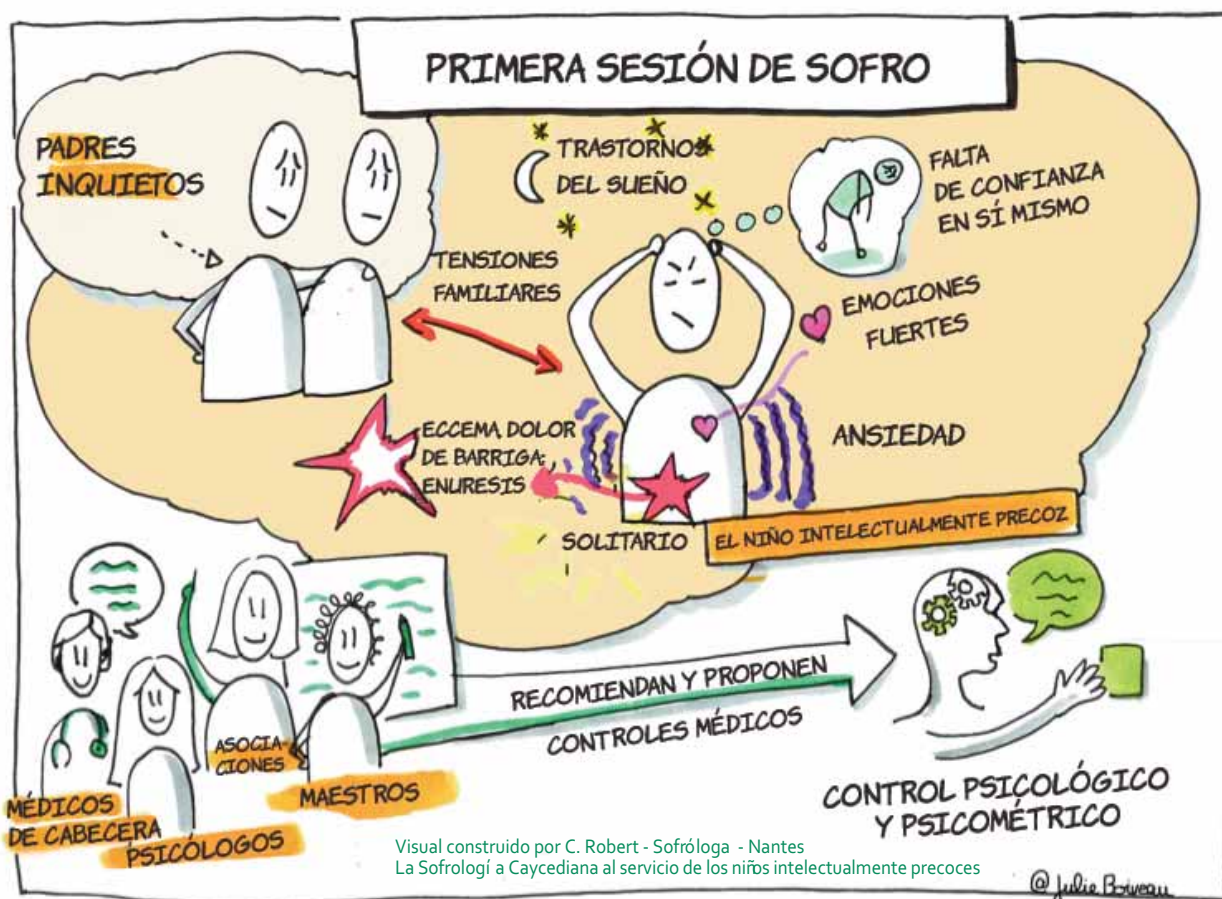 PRIMERA SESIÓN DE SOFRO
PADRES
INQUIETOS
TRASTORNOS
DEL SUEÑO
FALTA
DE CONFIANZA
EN SÍ MISMO
TENSIONES
FAMILIARES
EMOCIONES
FUERTES
ECCEMA, DOLOR
DE BARRIGA,
ENURESIS
ANSIEDAD
SOLITARIO
EL NIÑO INTELECTUALMENTE PRECOZ
RECOMIENDAN Y PROPONEN
CONTROLES MÉDICOS
ASOCIA-
CIONES
MAESTROS
MÉDICOS
DE CABECERA
PSICÓLOGOS
CONTROL PSICOLÓGICO
Y PSICOMÉTRICO
Visual construido por C. Robert - Sofróloga - Nantes
La Sofrologí a Caycediana al servicio de los niños intelectualmente precoces
@ Julie Boiveau